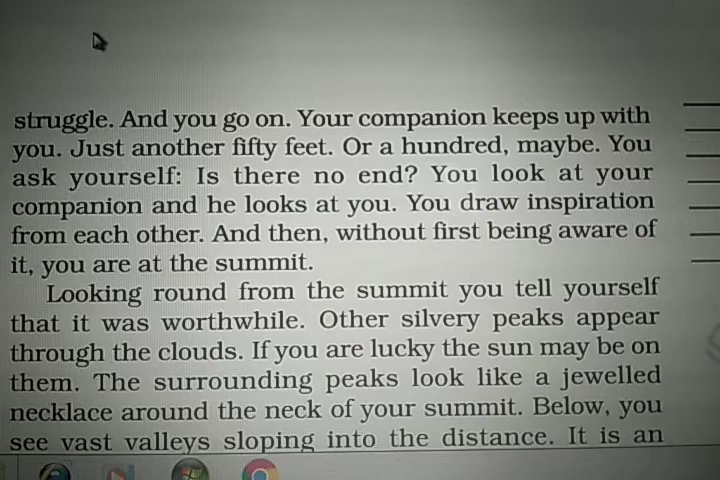 struggle. And you go on. Your companion keeps up with
you. Just another fifty feet. Or a hundred, maybe. You
ask yourself: Is there no end? You look at your
companion and he looks at you. You draw inspiration
from each other. And then, without first being aware of
it, you are at the summit.
Looking round from the summit you tell yourself
that it was worthwhile. Other silvery peaks appear
through the clouds. If you are lucky the sun may be on
them. The surrounding peaks look like a jewelled
necklace around the neck of your summit. Below, you
see vast valleys sloping into the distance. It is an